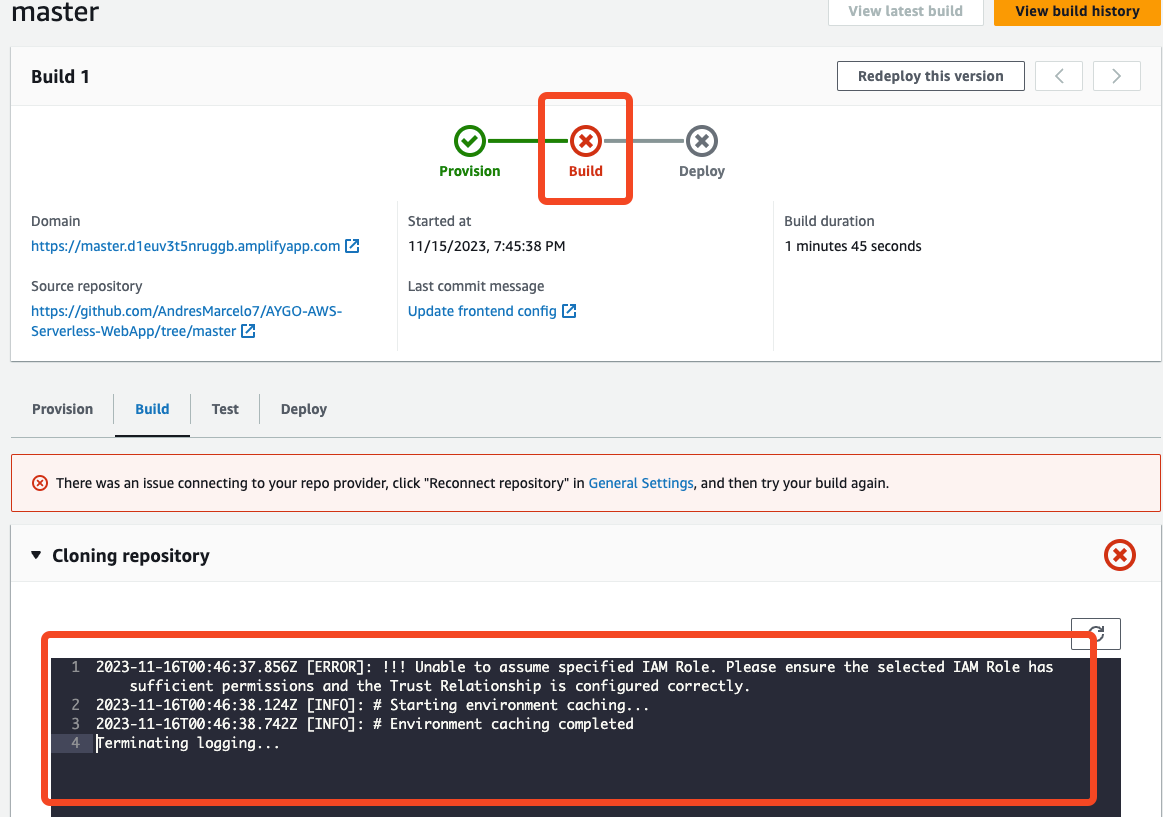 master
View latest build
View build history
Build 1
Redeploy this version
Provision
Build
Deploy
Domain
https://master.d1euv3t5nruggb.amplifyapp.com
Started at
11/15/2023, 7:45:38 PM
Build duration
1 minutes 45 seconds
Source repository
https://github.com/AndresMarcelo7/AYGO-AWS-
Serverless-WebApp/tree/master
Last commit message
Update frontend config
Provision
Build
Test
Deploy
There was an issue connecting to your repo provider, click "Reconnect repository" in General Settings, and then try your build again.
Cloning repository
1 2023-11-16T00:46:37.856Z [ERROR]: !!! Unable to assume specified IAM Role. Please ensure the selected IAM Role has
sufficient permissions and the Trust Relationship is configured correctly.
2 2023-11-16T00:46:38.124Z [INFO]: # Starting environment caching...
3 2023-11-16T00:46:38.742Z [INFO]: # Environment caching completed
4 Terminating logging...